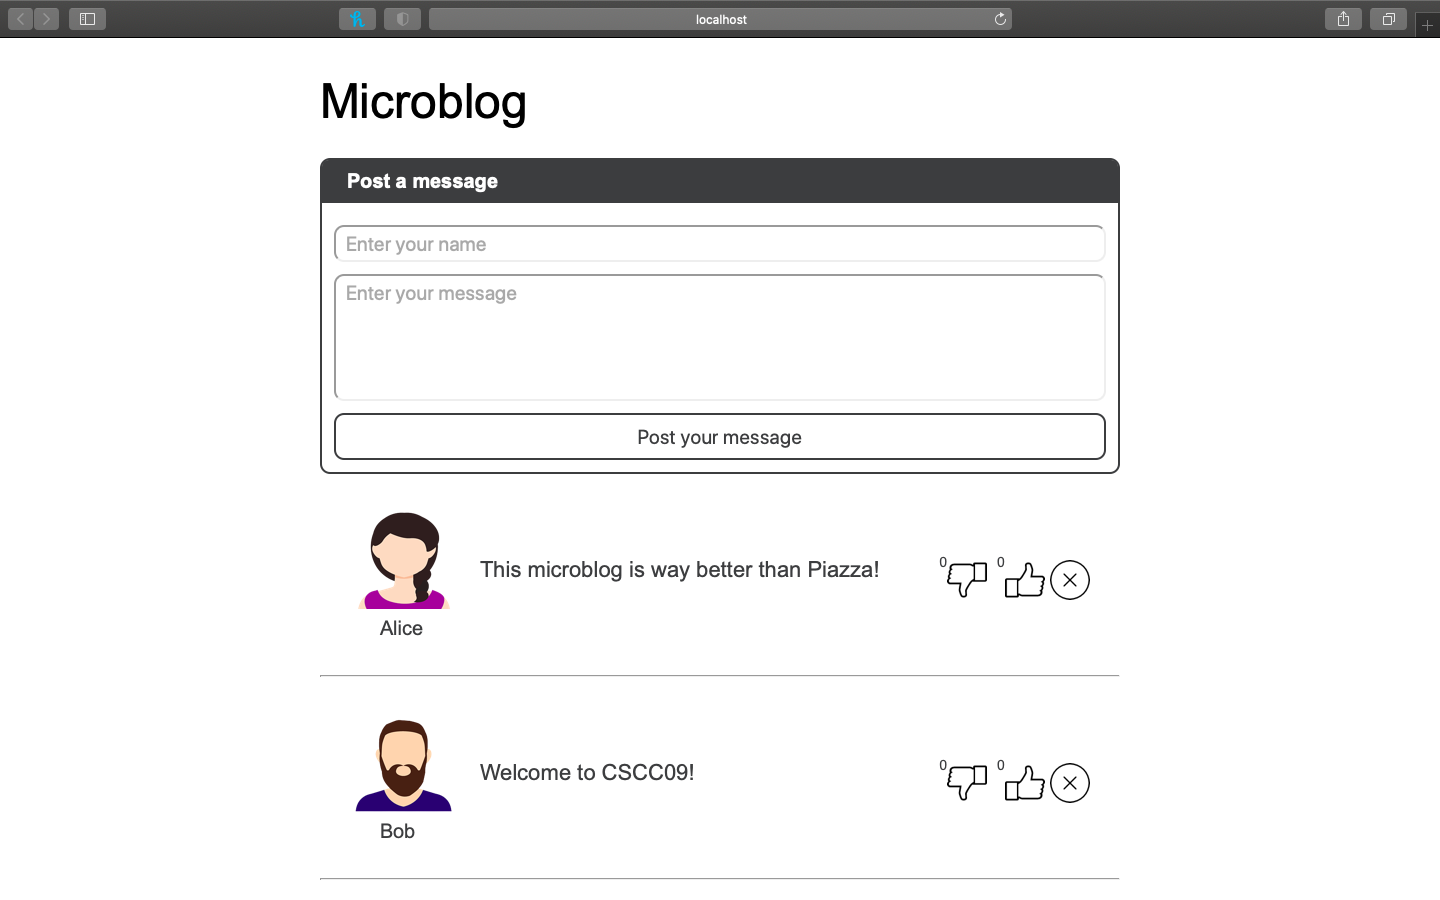 localhost
Microblog
Post a message
Enter your name
Enter your message
Post your message
This microblog is way better than Piazza!
0 0
Alice
Welcome to CSCC09!
0 0
Bob